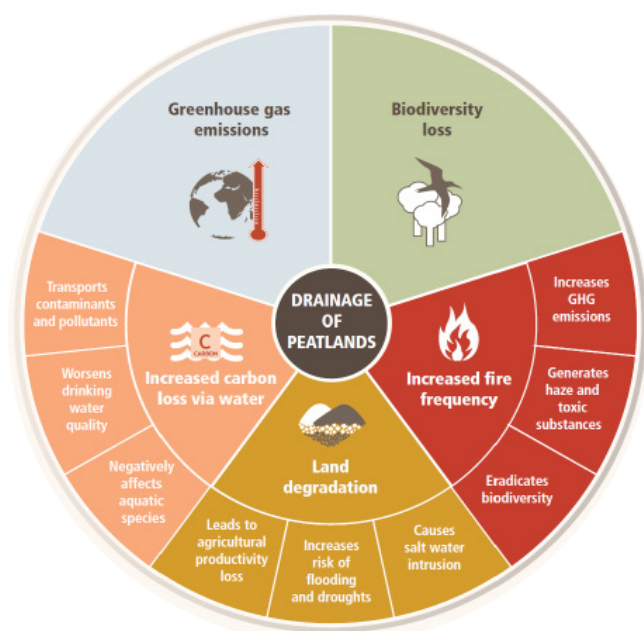 Greenhouse gas
emissions
Biodiversity
loss
DRAINAGE
OF
PEATLANDS
Transports
contaminants
and pollutants
Worsens
drinking
water
quality
Negatively
affects
aquatic
species
C
CARBON
Increased carbon
loss via water
Land
degradation
Leads to
agricultural
productivity
loss
Increases
risk of
flooding
and droughts
Causes
salt water
intrusion
Increased fire
frequency
Increases
GHG
emissions
Generates
haze and
toxic
substances
Eradicates
biodiversity